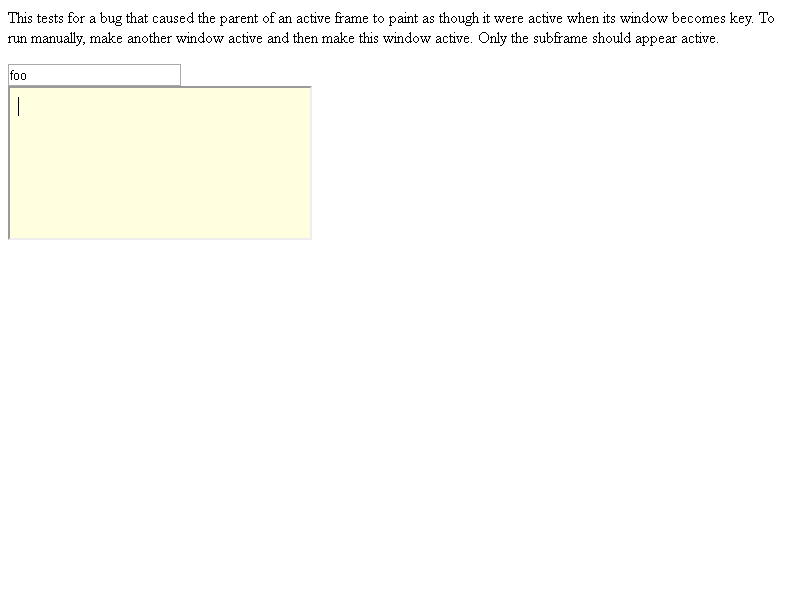 This tests for a bug that caused the parent of an active frame to paint as though it were active when its window becomes key. To
run manually, make another window active and then make this window active. Only the subframe should appear active.
foo